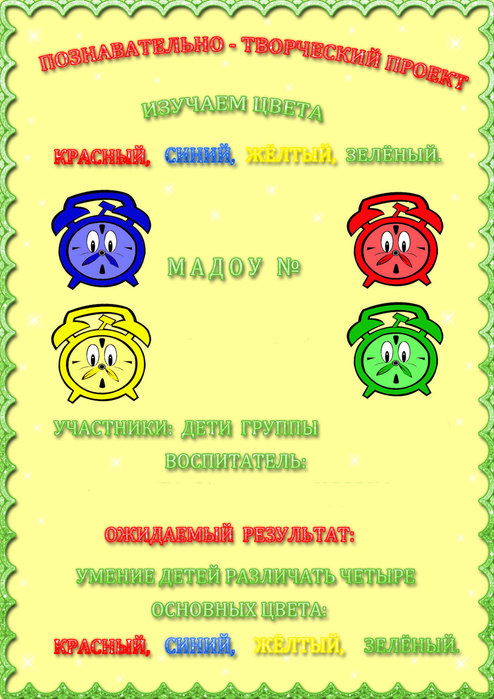 ПОЗНАВАТЕЛЬНО - ТВОРЧЕСКИЙ ПРОЕКТ
ИЗУЧАЕМ ЦВЕТА
КРАСНЫЙ, СИНИЙ, ЖЁЛТЫЙ, ЗЕЛЁНЫЙ.
МАДОУ №
УЧАСТНИКИ: ДЕТИ ГРУППЫ
ВОСПИТАТЕЛЬ:
ОЖИДАЕМЫЙ РЕЗУЛЬТАТ:
УМЕНИЕ ДЕТЕЙ РАЗЛИЧАТЬ ЧЕТЫРЕ
ОСНОВНЫХ ЦВЕТА:
КРАСНЫЙ, СИНИЙ, ЖЁЛТЫЙ, ЗЕЛЁНЫЙ.